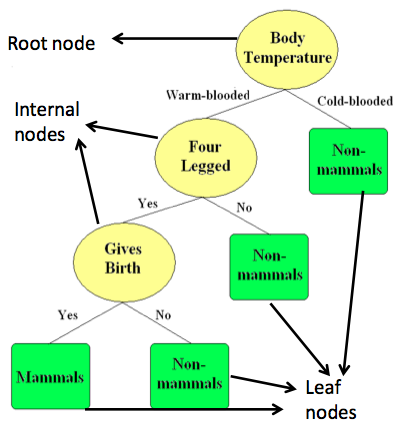 Root node
Body
Temperature
Warm-blooded
Cold-blooded
Internal
nodes
Four
Legged
Non-
mammals
Yes
No
Gives
Birth
Non-
mammals
Yes
No
Mammals
Non-
mammals
Leaf
nodes